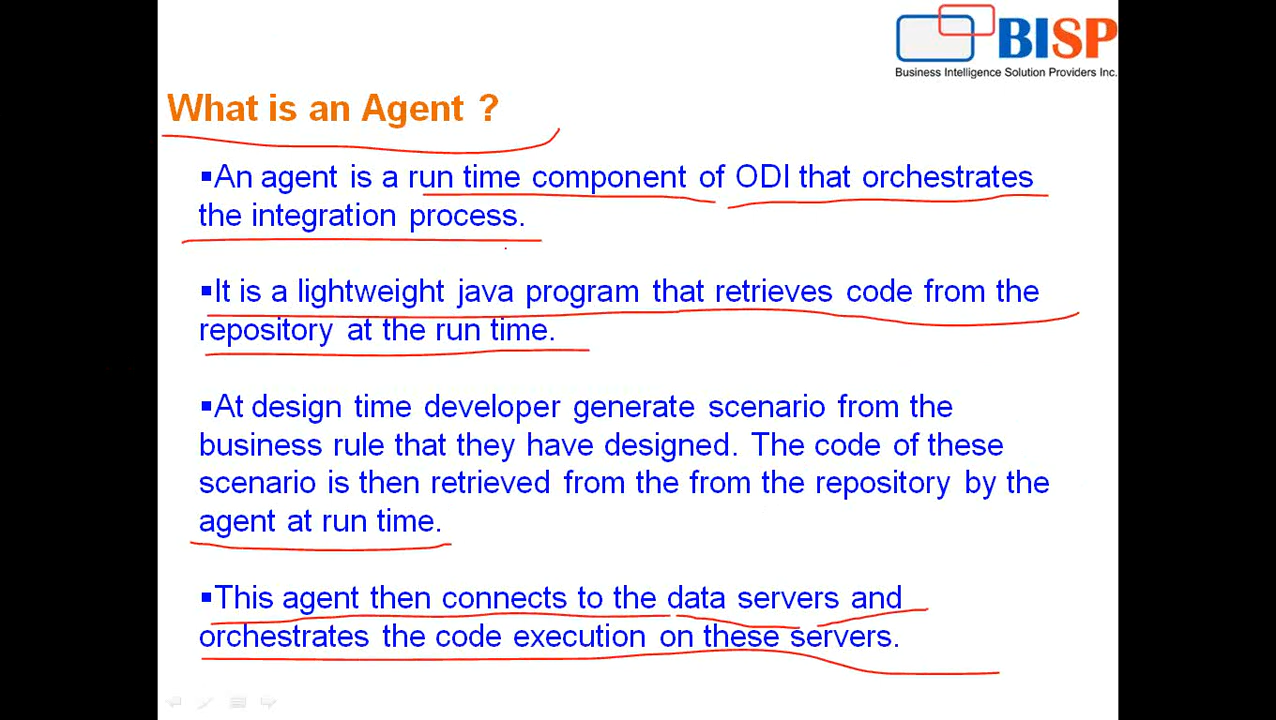 BISP
Business Intelligence Solution Providers Inc.
What is an Agent ?
▪An agent is a run time component of ODI that orchestrates
the integration process.
▪It is a lightweight java program that retrieves code from the
repository at the run time.
▪At design time developer generate scenario from the
business rule that they have designed. The code of these
scenario is then retrieved from the from the repository by the
agent at run time.
▪This agent then connects to the data servers and
orchestrates the code execution on these servers.